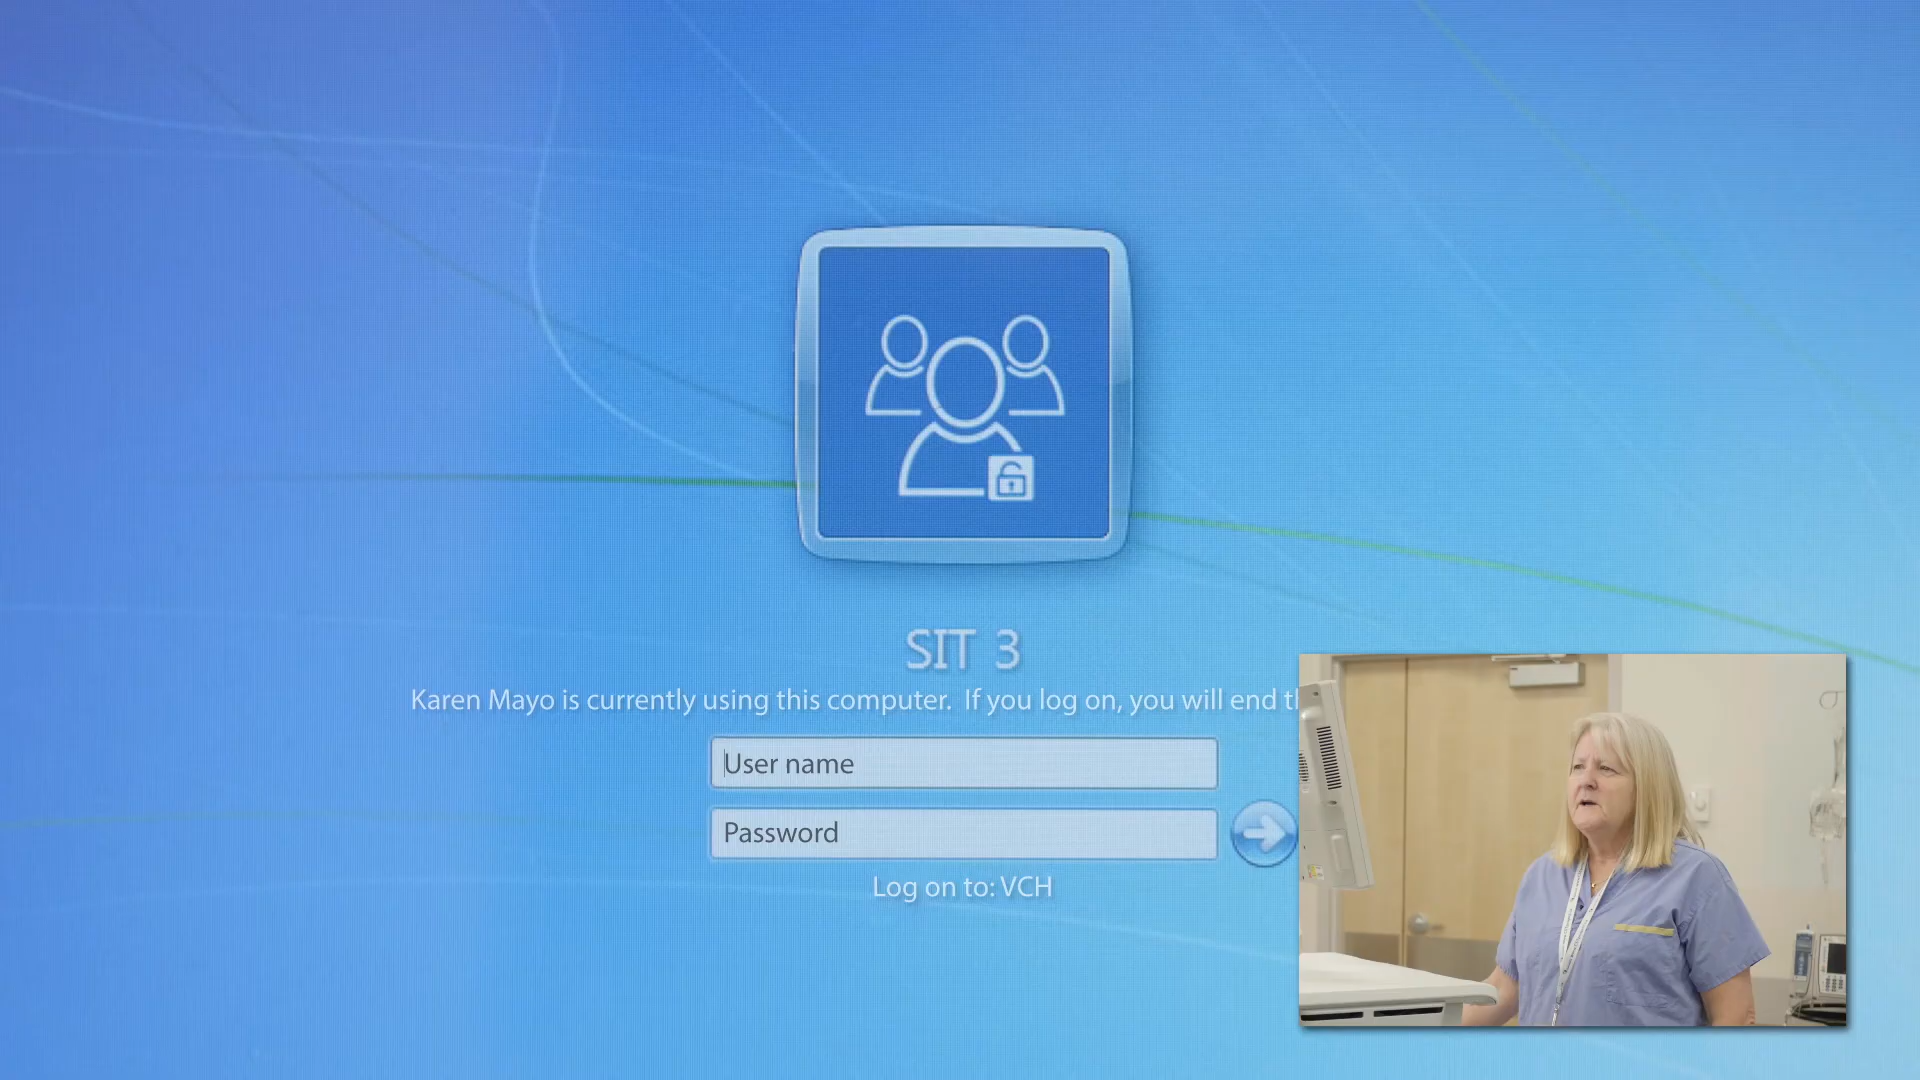 SIT 3
Karen Mayo is currently using this computer. If you log on, you will end
User name
Password
Log on to: VCH